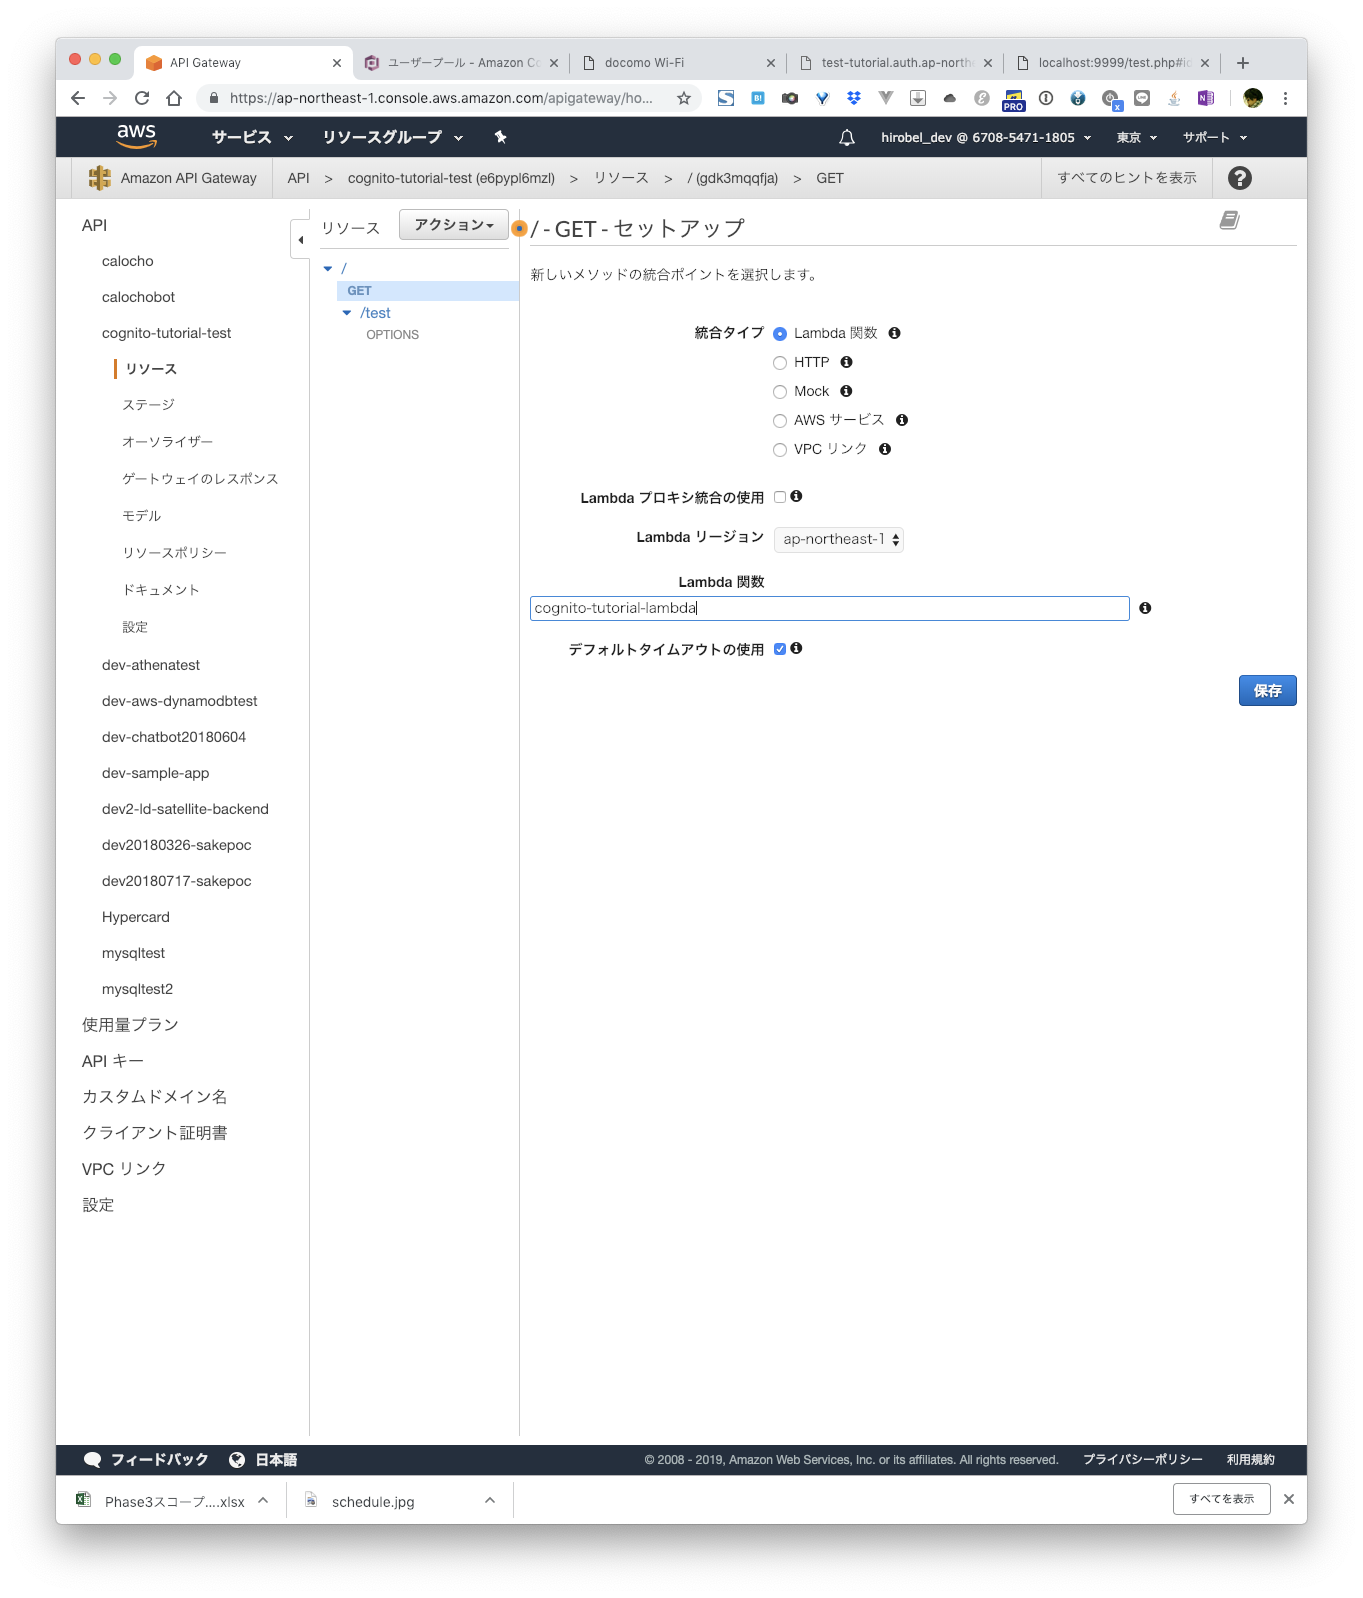 API Gateway
ユーザープール - Amazon Co
docomo Wi-Fi
test-tutorial.auth.ap-north
localhost:9999/test.php#id
https://ap-northeast-1.console.aws.amazon.com/apigateway/ho...
PRO
aws
サービス
リソースグループ
hirobel_dev @ 6708-5471-1805
東京
サポート
Amazon API Gateway
API > cognito-tutorial-test (e6pypl6mzl) > リソース > / (gdk3mqqfja) > GET
すべてのヒントを表示
API
calocho
calochobot
cognito-tutorial-test
リソース
ステージ
オーソライザー
ゲートウェイのレスポンス
モデル
リソースポリシー
ドキュメント
設定
dev-athenatest
dev-aws-dynamodbtest
dev-chatbot20180604
dev-sample-app
dev2-ld-satellite-backend
dev20180326-sakepoc
dev20180717-sakepoc
Hypercard
mysqltest
mysqltest2
使用量プラン
API キー
カスタムドメイン名
クライアント証明書
VPC リンク
設定
リソース
アクション
/
GET
/test
OPTIONS
/ - GET - セットアップ
新しいメソッドの統合ポイントを選択します。
統合タイプ
Lambda 関数
HTTP
Mock
AWS サービス
VPC リンク
Lambda プロキシ統合の使用
Lambda リージョン
ap-northeast-1
Lambda 関数
cognito-tutorial-lambda
デフォルトタイムアウトの使用
保存
フィードバック
日本語
© 2008 - 2019, Amazon Web Services, Inc. or its affiliates. All rights reserved.
プライバシーポリシー
利用規約
Phase3スコープ....xlsx
schedule.jpg
すべてを表示